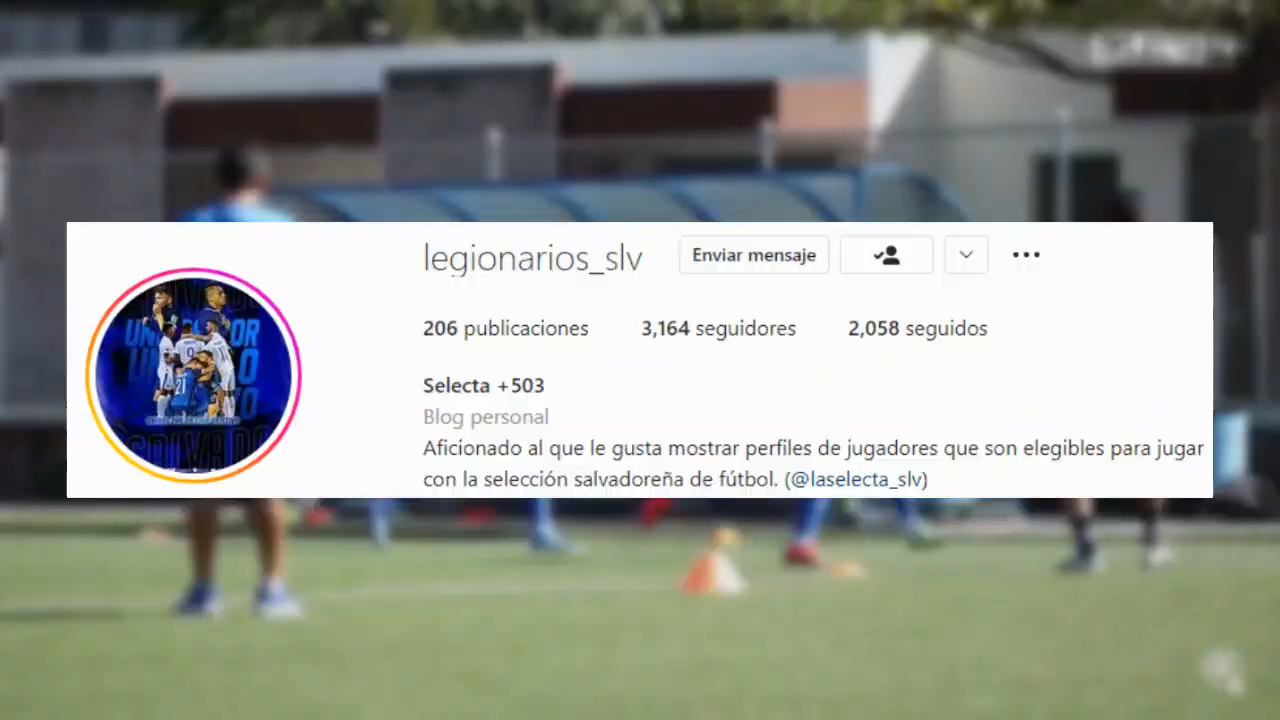 legionarios_slv
Enviar mensaje
206 publicaciones
3,164 seguidores
2,058 seguidos
Selecta +503
Blog personal
Aficionado al que le gusta mostrar perfiles de jugadores que son elegibles para jugar
con la selección salvadoreña de fútbol. (@laselecta_slv)